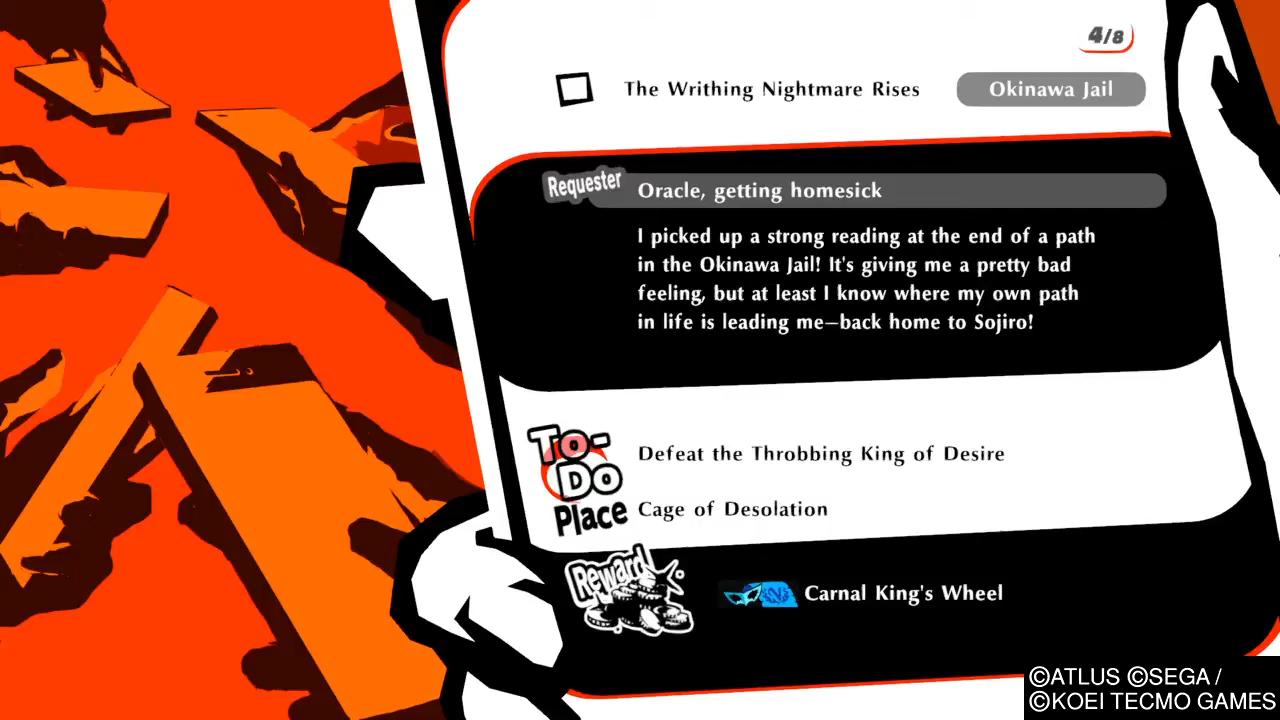 4/8
The Writhing Nightmare Rises
Okinawa Jail
Requester
Oracle, getting homesick
I picked up a strong reading at the end of a path
in the Okinawa Jail! It's giving me a pretty bad
feeling, but at least I know where my own path
in life is leading me—back home to Sojiro!
To-
Do
Defeat the Throbbing King of Desire
Place
Cage of Desolation
Reward
Carnal King's Wheel
©ATLUS ©SEGA /
©KOEI TECMO GAMES